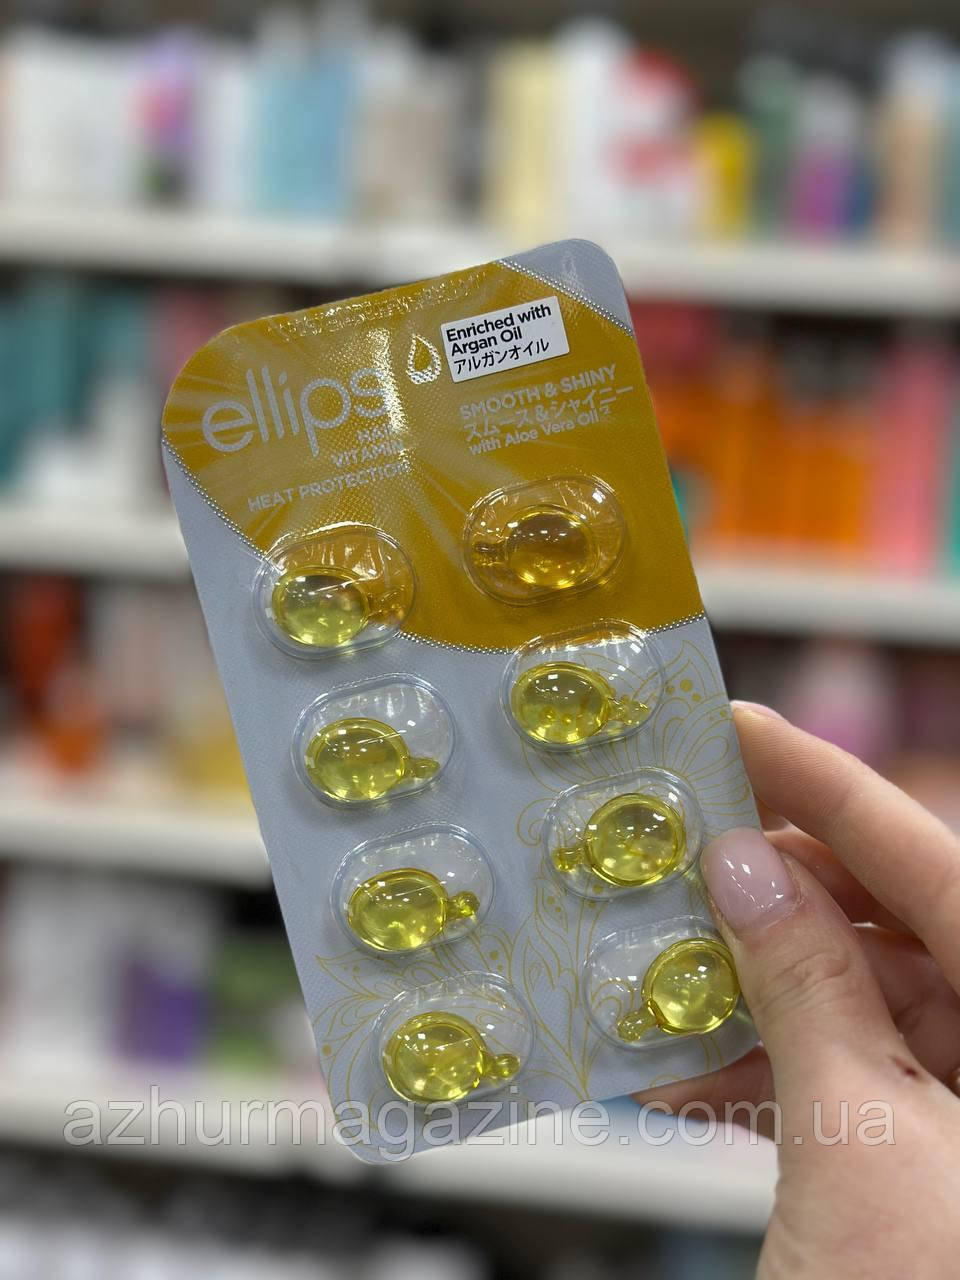 ellips
HAIR
VITAMIN
HEAT PROTECTION
Enriched with
Argan Oil
アルガンオイル
SMOOTH & SHINY
スムース&シャイニー
with Aloe Vera Oil
azhurmagazine.com.ua